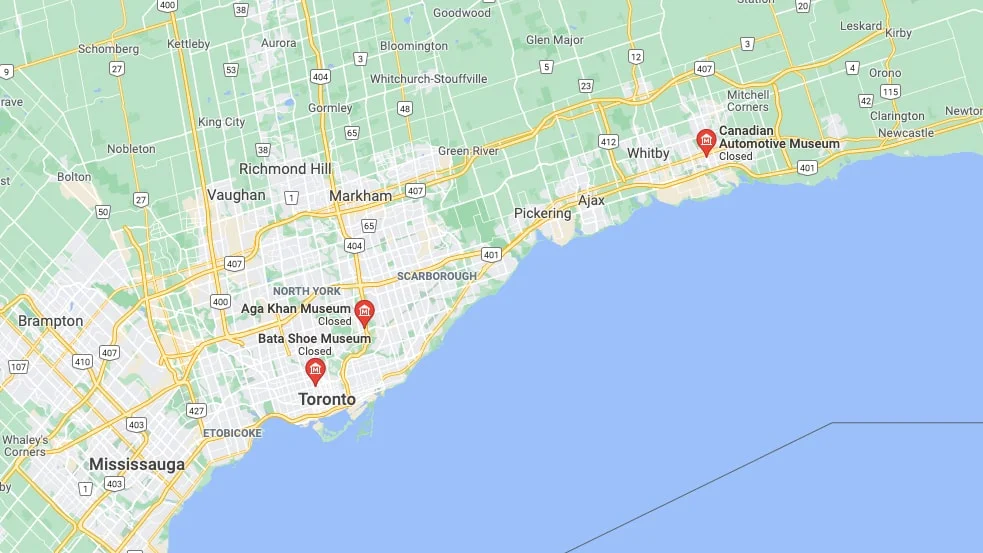 400
Goodwood
Station
20
38
Schomberg
Kettleby
Aurora
Bloomington
Glen Major
Leskard
Kirby
9
27
53
404
3
5
12
3
407
4
Orono
Whitchurch-Stouffville
23
115
rave
38
48
Gormley
Mitchell
Corners
42
King City
65
Clarington
Newton
Newcastle
Nobleton
38
Green River
412
Canadian
Automotive Museum
Closed
Whitby
401
Richmond Hill
st
Bolton
27
Vaughan
1
Markham
407
Ajax
50
65
Pickering
404
401
407
SCARBOROUGH
NORTH YORK
400
Aga Khan Museum
Closed
Brampton
Bata Shoe Museum
Closed
407
410
107
Toronto
427
403
ETOBICOKE
Whaley's
Corners
Mississauga
by
1
403